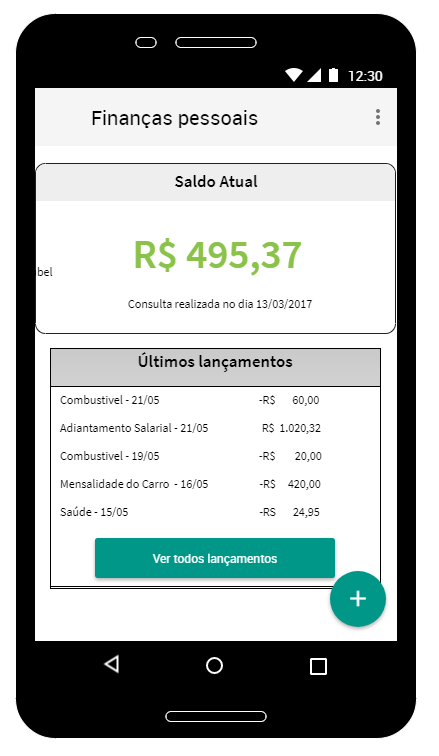 12:30
Finanças pessoais
Saldo Atual
R$ 495,37
bel
Consulta realizada no dia 13/03/2017
Últimos lançamentos
Combustivel - 21/05 -R$ 60,00
Adiantamento Salarial - 21/05 R$ 1.020,32
Combustivel - 19/05 -R$ 20,00
Mensalidade do Carro - 16/05 -R$ 420,00
Saúde - 15/05 -RS 24,95
Ver todos lançamentos
+